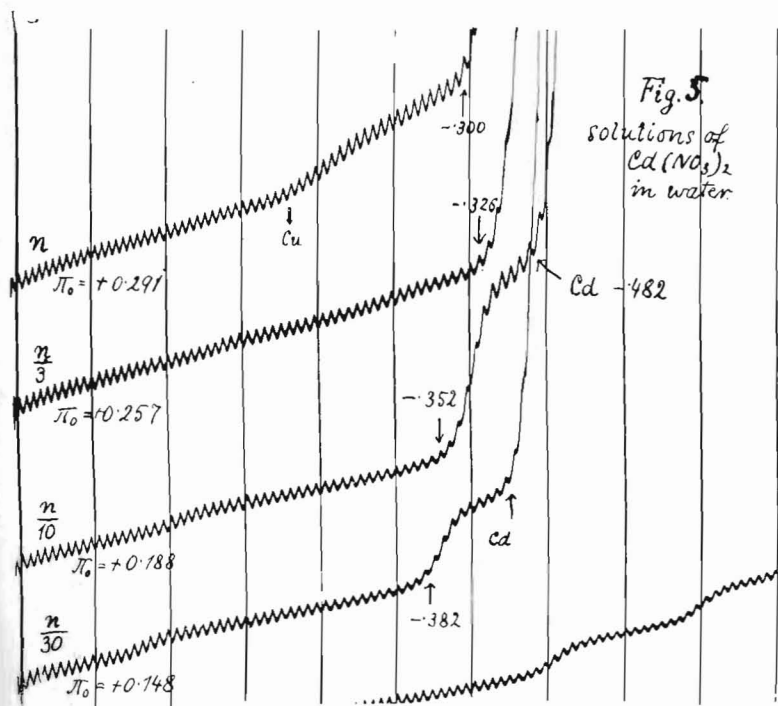 Fig. 5.
solutions of
Cd(NO₃)₂
in water.
-.300
Cu
n
π₀ = +0.291
-.326
Cd -.482
n/3
π₀ = +0.257
-.352
n/10
π₀ = +0.188
Cd
-.382
n/30
π₀ = +0.148